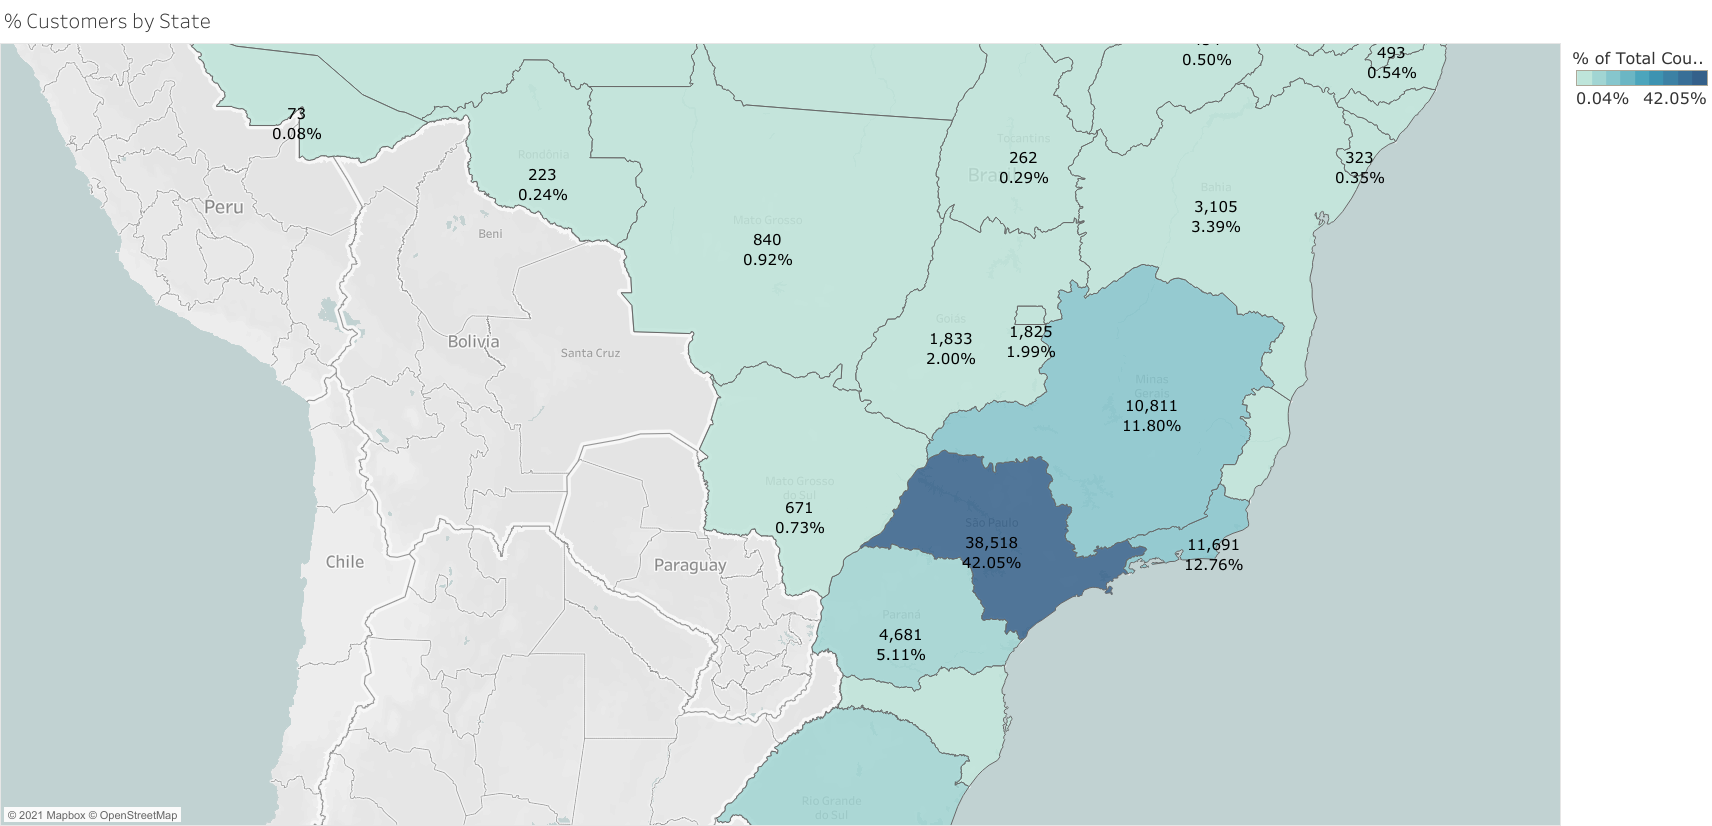 % Customers by State
% of Total Cou..
0.04% 42.05%
0.50%
493
0.54%
73
0.08%
Rondônia
223
0.24%
Tocantins
262
0.29%
323
0.35%
Bahia
3,105
3.39%
Peru
Beni
Mato Grosso
840
0.92%
Goiás
1,833
2.00%
1,825
1.99%
Bolivia
Santa Cruz
Minas
Gerais
10,811
11.80%
Mato Grosso
do Sul
671
0.73%
São Paulo
38,518
42.05%
11,691
12.76%
Chile
Paraguay
Paraná
4,681
5.11%
Rio Grande
do Sul
© 2021 Mapbox © OpenStreetMap